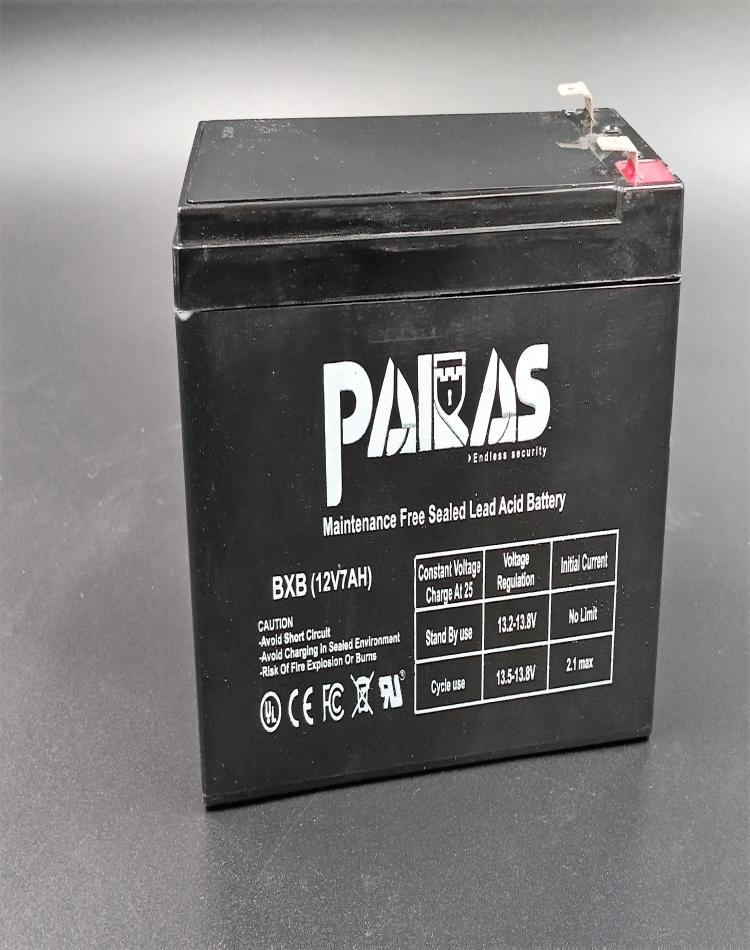 PARAS
Endless security
Maintenance Free Sealed Lead Acid Battery
BXB (12V7AH)
CAUTION
-Avoid Short Circuit
-Avoid Charging in Sealed Environment
-Risk Of Fire Explosion Or Burns
UL CE FC RU®
Constant Voltage Charge At 25
Voltage Regulation
Initial Current
Stand By use
13.2-13.8V
No Limit
Cycle use
13.5-13.8V
2.1 max